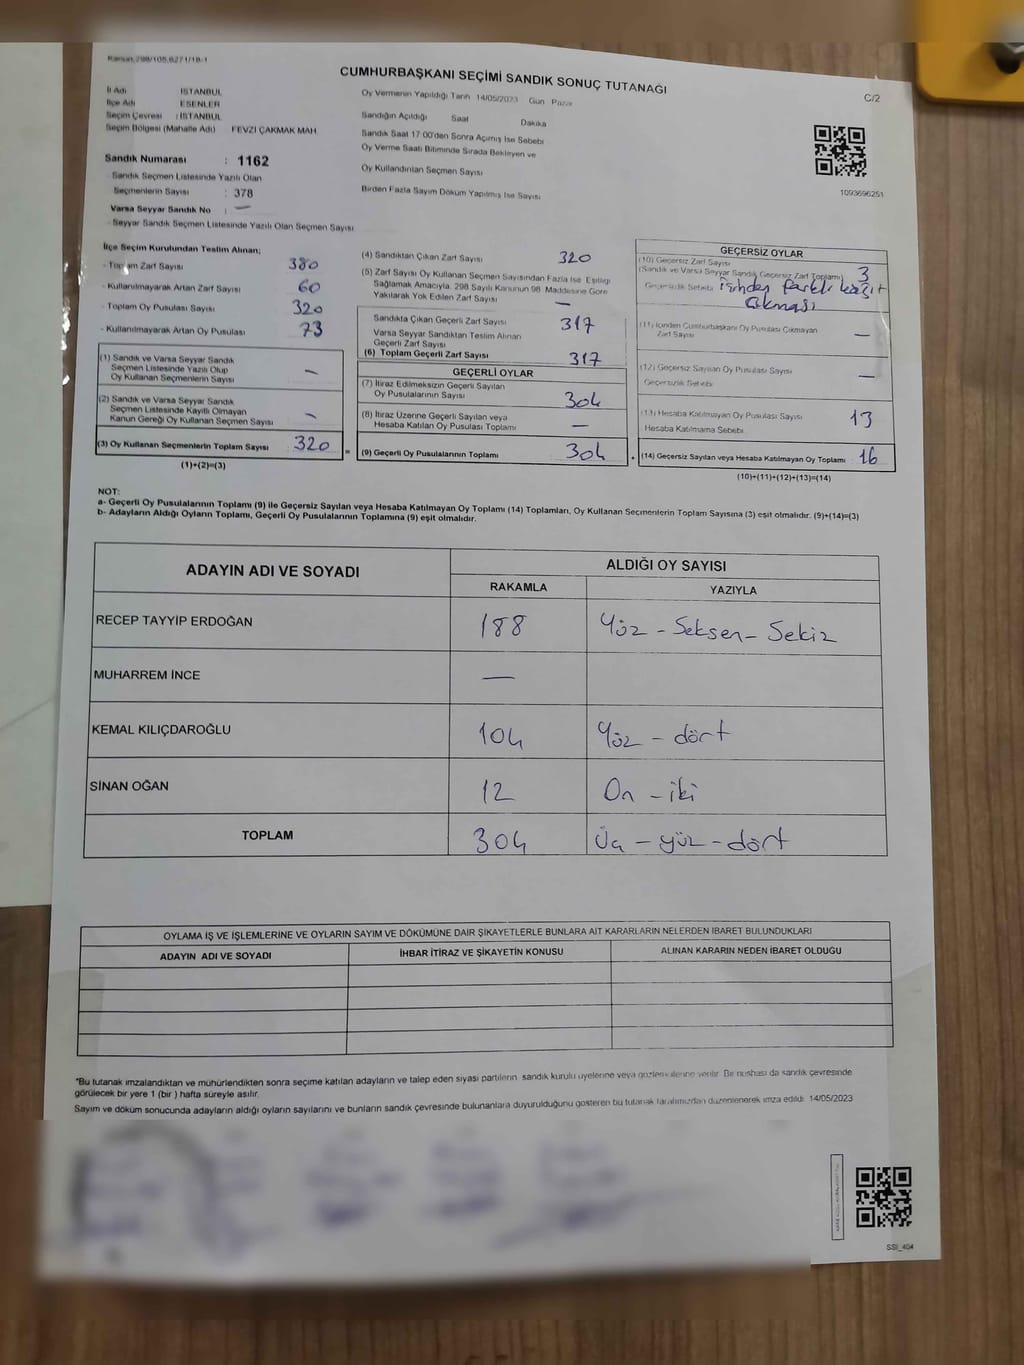 Kanun:298/105,6271/18-1
CUMHURBAŞKANI SEÇİMİ SANDIK SONUÇ TUTANAĞI
C/2
İl Adı İSTANBUL
İlçe Adı ESENLER
Seçim Çevresi : İSTANBUL
Seçim Bölgesi (Mahalle Adı) FEVZİ ÇAKMAK MAH.
Sandık Numarası : 1162
Sandık Seçmen Listesinde Yazılı Olan
Seçmenlerin Sayısı : 378
Varsa Seyyar Sandık No : —
Seyyar Sandık Seçmen Listesinde Yazılı Olan Seçmen Sayısı
Oy Vermenin Yapıldığı Tarih 14/05/2023 Gün Pazar
Sandığın Açıldığı Saat Dakika
Sandık Saat 17 00'den Sonra Açımış İse Sebebi
Oy Verme Saati Bitiminde Sırada Bekleyen ve
Oy Kullandırılan Seçmen Sayısı
Birden Fazla Sayım Döküm Yapılmış İse Sayısı
1093696251
İlçe Seçim Kurulundan Teslim Alınan;
- Toplam Zarf Sayısı 380
- Kullanılmayarak Artan Zarf Sayısı 60
- Toplam Oy Pusulası Sayısı 320
- Kullanılmayarak Artan Oy Pusulası 73
(1) Sandık ve Varsa Seyyar Sandık
Seçmen Listesinde Yazılı Olup
Oy Kullanan Seçmenlerin Sayısı —
(2) Sandık ve Varsa Seyyar Sandık
Seçmen Listesinde Kayıtlı Olmayan
Kanun Gereği Oy Kullanan Seçmen Sayısı —
(3) Oy Kullanan Seçmenlerin Toplam Sayısı 320
(1)+(2)=(3)
(4) Sandıktan Çıkan Zarf Sayısı 320
(5) Zarf Sayısı Oy Kullanan Seçmen Sayısından Fazla İse Eşitliği
Sağlamak Amacıyla, 298 Sayılı Kanunun 98 Maddesine Göre
Yakılarak Yok Edilen Zarf Sayısı —
Sandıkta Çıkan Geçerli Zarf Sayısı 317
Varsa Seyyar Sandıktan Teslim Alınan
Geçerli Zarf Sayısı
(6) Toplam Geçerli Zarf Sayısı 317
GEÇERLİ OYLAR
(7) İtiraz Edilmeksizin Geçerli Sayılan
Oy Pusulalarının Sayısı 304
(8) İtiraz Üzerine Geçerli Sayılan veya
Hesaba Katılan Oy Pusulası Toplamı —
= (9) Geçerli Oy Pusulalarının Toplamı 304
GEÇERSİZ OYLAR
(10) Geçersiz Zarf Sayısı
(Sandık ve Varsa Seyyar Sandık Geçersiz Zarf Toplamı) 3
Geçersizlik Sebebi: içinden farklı kağıt
Çıkması
(11) İçinden Cumhurbaşkanı Oy Pusulası Çıkmayan
Zarf Sayısı —
(12) Geçersiz Sayılan Oy Pusulası Sayısı —
Geçersizlik Sebebi
(13) Hesaba Katılmayan Oy Pusulası Sayısı 13
Hesaba Katılmama Sebebi
+ (14) Geçersiz Sayılan veya Hesaba Katılmayan Oy Toplamı 16
(10)+(11)+(12)+(13)=(14)
NOT:
a- Geçerli Oy Pusulalarının Toplamı (9) ile Geçersiz Sayılan veya Hesaba Katılmayan Oy Toplamı (14) Toplamları, Oy Kullanan Seçmenlerin Toplam Sayısına (3) eşit olmalıdır. (9)+(14)=(3)
b- Adayların Aldığı Oyların Toplamı, Geçerli Oy Pusulalarının Toplamına (9) eşit olmalıdır.
ADAYIN ADI VE SOYADI ALDIĞI OY SAYISI
RAKAMLA YAZIYLA
RECEP TAYYİP ERDOĞAN 188 Yüz - Seksen - Sekiz
MUHARREM İNCE —
KEMAL KILIÇDAROĞLU 104 Yüz - dört
SİNAN OĞAN 12 On - iki
TOPLAM 304 Üç - yüz - dört
OYLAMA İŞ VE İŞLEMLERİNE VE OYLARIN SAYIM VE DÖKÜMÜNE DAİR ŞİKAYETLERLE BUNLARA AİT KARARLARIN NELERDEN İBARET BULUNDUKLARI
ADAYIN ADI VE SOYADI İHBAR İTİRAZ VE ŞİKAYETİN KONUSU ALINAN KARARIN NEDEN İBARET OLDUĞU
*Bu tutanak imzalandıktan ve mühürlendikten sonra seçime katılan adayların ve talep eden siyasi partilerin sandık kurulu üyelerine veya gözlemcilerine verilir. Bir nüshası da sandık çevresinde
görülecek bir yere 1 (bir ) hafta süreyle asılır.
Sayım ve döküm sonucunda adayların aldığı oyların sayılarını ve bunların sandık çevresinde bulunanlara duyurulduğunu gösteren bu tutanak tarafımızdan düzenlenerek imza edildi. 14/05/2023
SSI_404